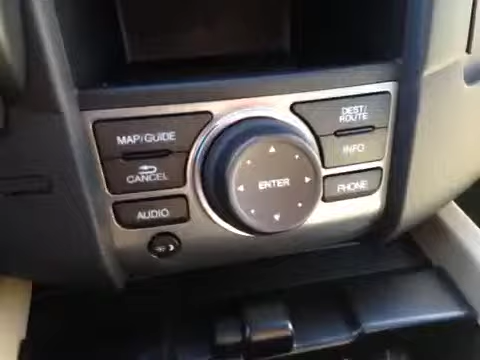 MAP/GUIDE
CANCEL
AUDIO
ENTER
DEST/
ROUTE
INFO
PHONE